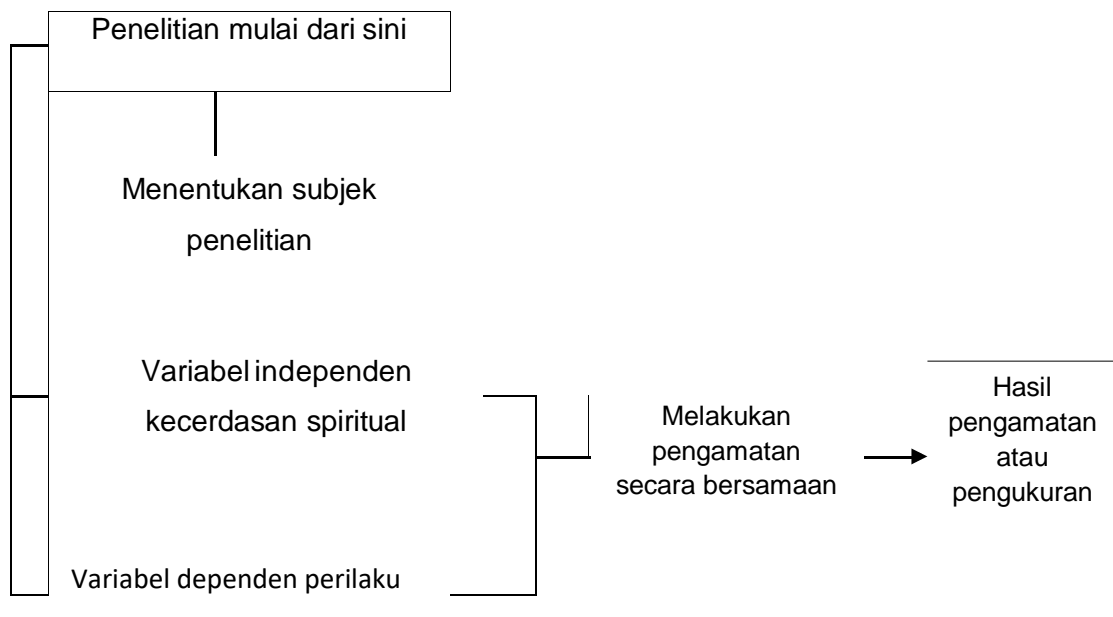 Penelitian mulai dari sini
Menentukan subjek
penelitian
Variabel independen
kecerdasan spiritual
Variabel dependen perilaku
Melakukan
pengamatan
secara bersamaan
Hasil
pengamatan
atau
pengukuran